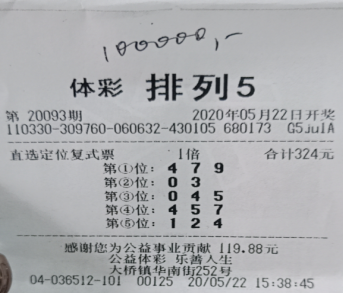 100000,-
体彩 排列5
第 20093期 2020年05月22日开奖
110330-309760-060632-430105 680173 G5Ju1A
直选定位复式票 1倍 合计324元
第①位: 4 7 9
第②位: 0 3
第③位: 0 4 5
第④位: 4 5 7
第⑤位: 1 2 4
感谢您为公益事业贡献 119.88元
公益体彩 乐善人生
大桥镇华南街252号
04-036512-101 00125 20/05/22 15:38:45